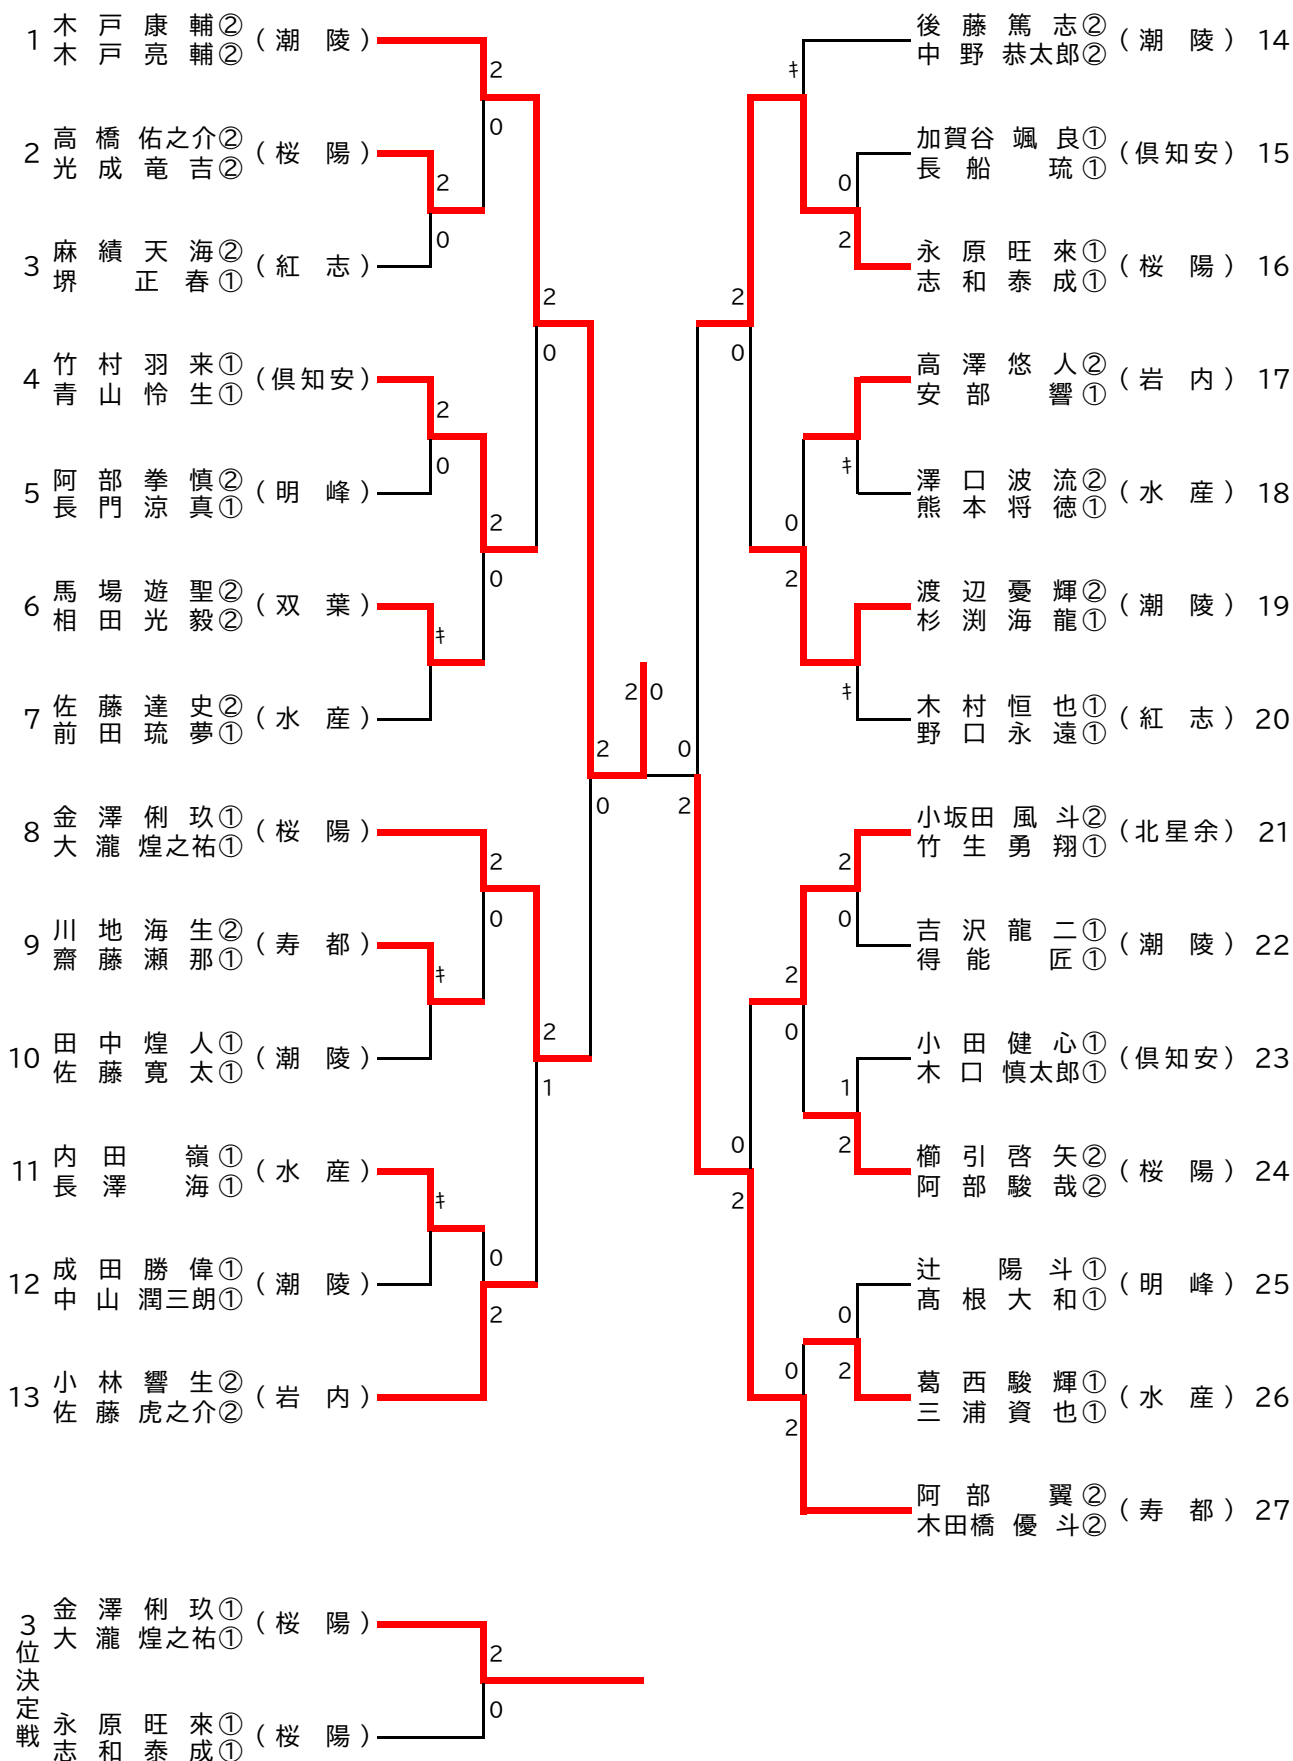 1 木戸康輔② 木戸亮輔② (潮陵)
2 高橋佑之介② 光成竜吉② (桜陽)
3 麻績天海② 堺正春① (紅志)
4 竹村羽来① 青山怜生① (倶知安)
5 阿部拳慎② 長門涼真① (明峰)
6 馬場遊聖② 相田光毅② (双葉)
7 佐藤達史② 前田琉夢① (水産)
8 金澤俐玖① 大瀧煌之祐① (桜陽)
9 川地海生② 齋藤瀬那① (寿都)
10 田中煌人① 佐藤寛太① (潮陵)
11 内田嶺① 長澤海① (水産)
12 成田勝偉① 中山潤三朗① (潮陵)
13 小林響生② 佐藤虎之介② (岩内)
2
0
2
0
2
0
2
0
2
0
ｷ
2
0
2
0
ｷ
2
1
ｷ
0
2
2 0
0
2
ｷ
0
2
2
0
ｷ
0
2
ｷ
2
0
2
0
1
2
0
2
0
2
0
2
後藤篤志② 中野恭太郎② (潮陵) 14
加賀谷颯良① 長船琉① (倶知安) 15
永原旺來① 志和泰成① (桜陽) 16
高澤悠人② 安部響① (岩内) 17
澤口波流② 熊本将徳① (水産) 18
渡辺憂輝② 杉渕海龍① (潮陵) 19
木村恒也① 野口永遠① (紅志) 20
小坂田風斗② 竹生勇翔① (北星余) 21
吉沢龍二① 得能匠① (潮陵) 22
小田健心① 木口慎太郎① (倶知安) 23
櫛引啓矢② 阿部駿哉② (桜陽) 24
辻陽斗① 髙根大和① (明峰) 25
葛西駿輝① 三浦資也① (水産) 26
阿部翼② 木田橋優斗② (寿都) 27
3位決定戦
金澤俐玖① 大瀧煌之祐① (桜陽)
2
0
永原旺來① 志和泰成① (桜陽)